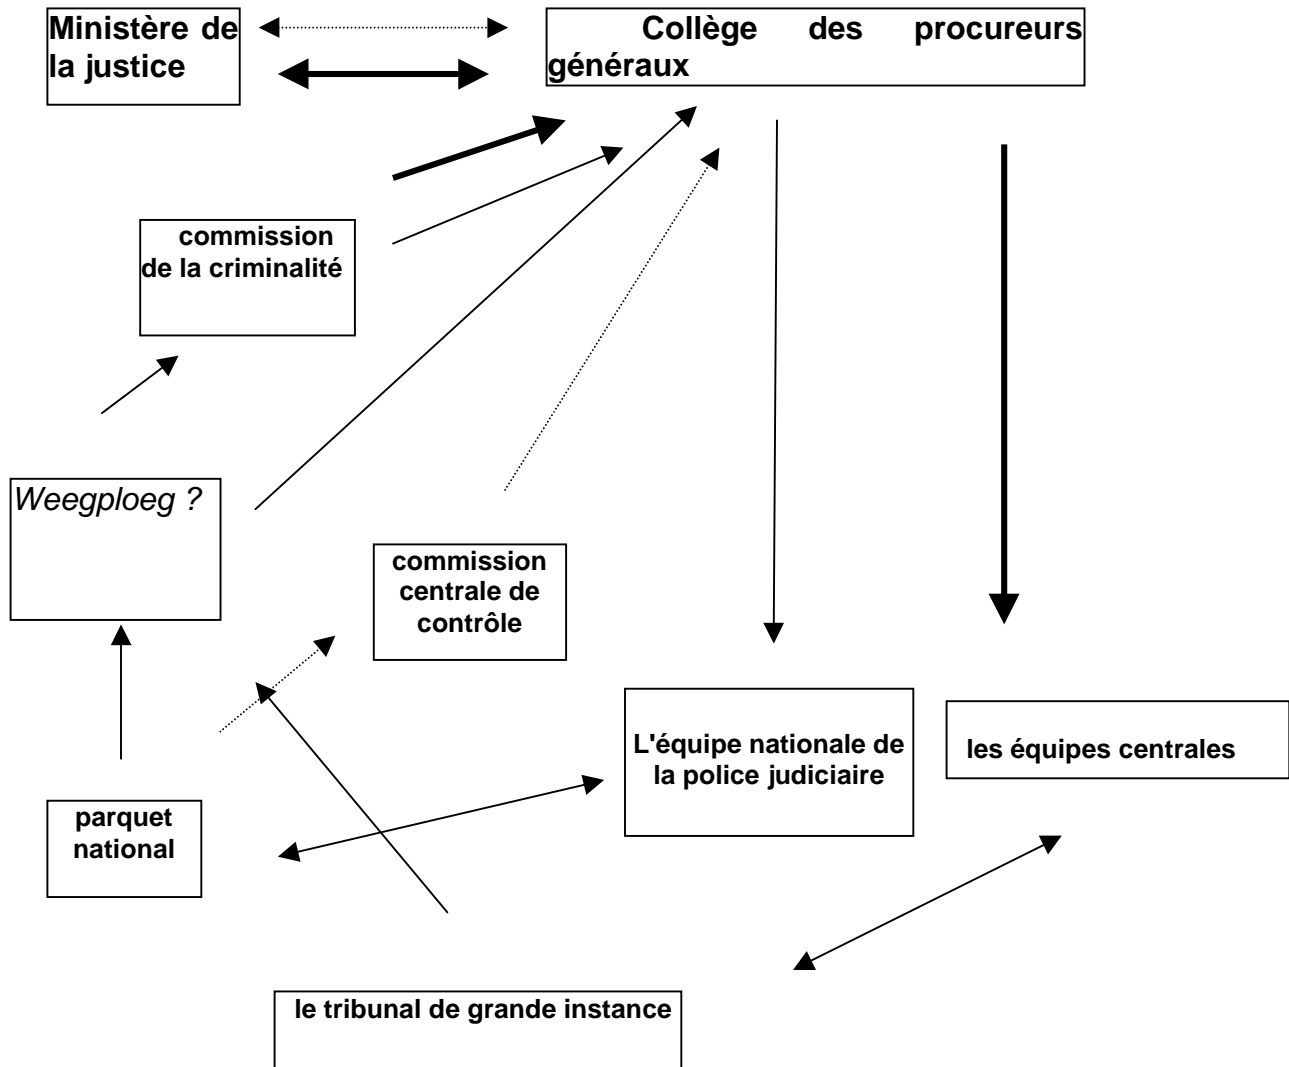 Ministère de
la justice
Collège des procureurs
généraux
commission
de la criminalité
Weegploeg ?
commission
centrale de
contrôle
L'équipe nationale de
la police judiciaire
les équipes centrales
parquet
national
le tribunal de grande instance